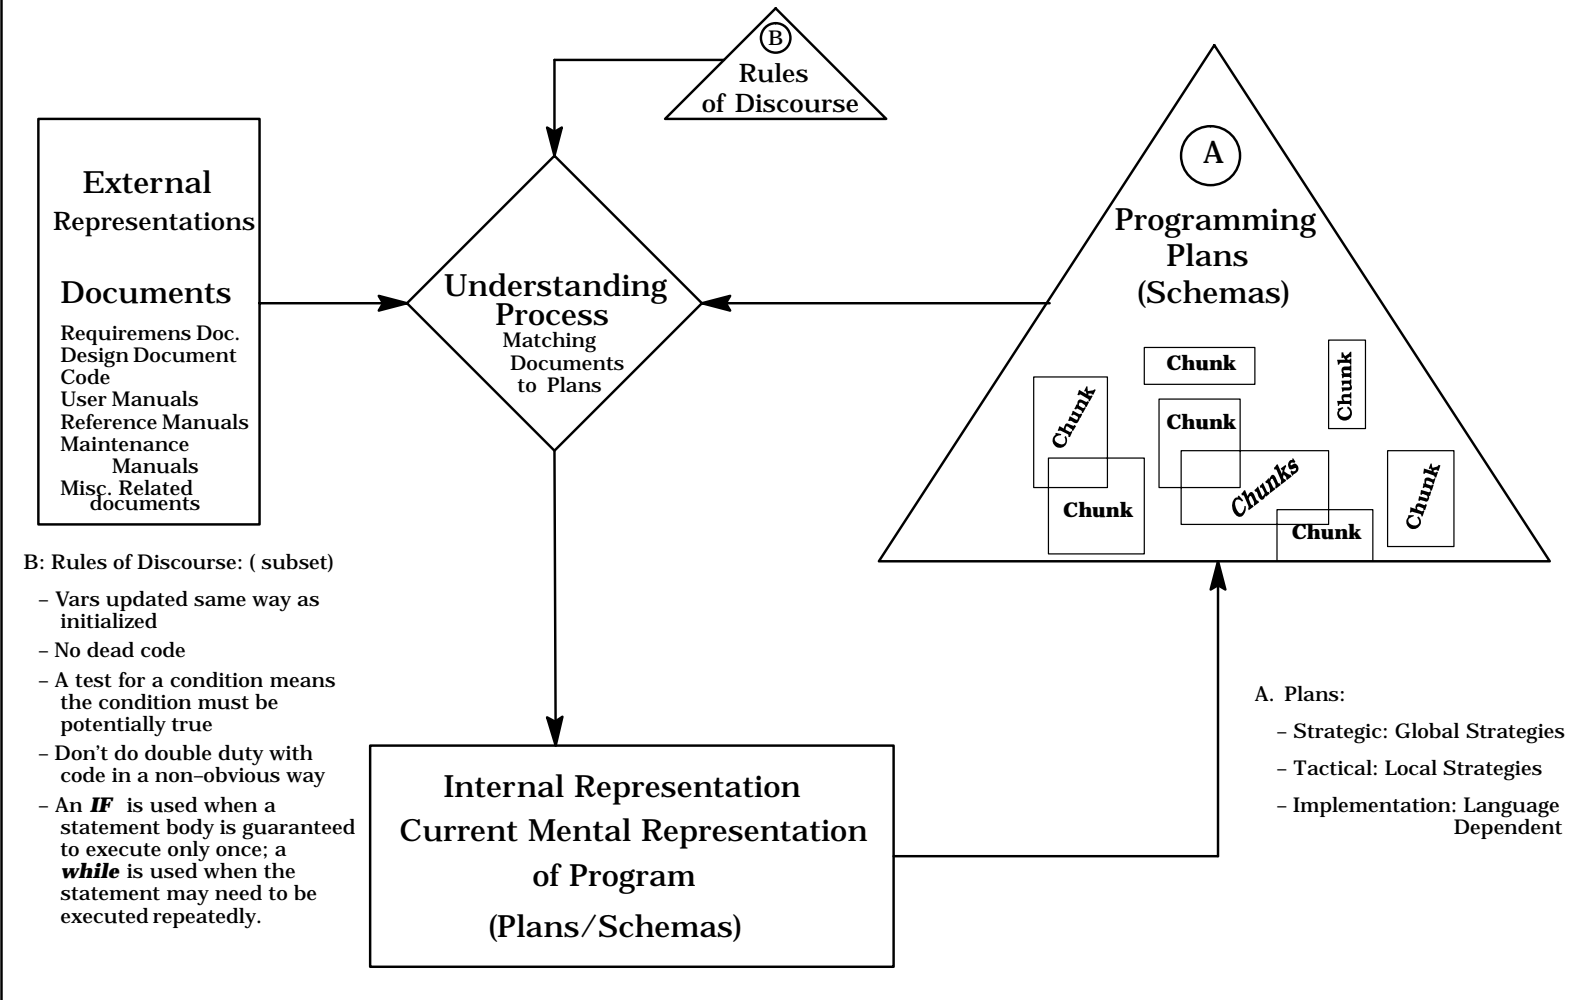 B
Rules
of Discourse
External
Representations
Documents
Requiremens Doc.
Design Document
Code
User Manuals
Reference Manuals
Maintenance
Manuals
Misc. Related
documents
Understanding
Process
Matching
Documents
to Plans
A
Programming
Plans
(Schemas)
Chunk
Chunk
Chunk
Chunk
Chunk
Chunks
Chunk
Chunk
B: Rules of Discourse: ( subset)
– Vars updated same way as
initialized
– No dead code
– A test for a condition means
the condition must be
potentially true
– Don't do double duty with
code in a non–obvious way
– An IF is used when a
statement body is guaranteed
to execute only once; a
while is used when the
statement may need to be
executed repeatedly.
Internal Representation
Current Mental Representation
of Program
(Plans/Schemas)
A. Plans:
– Strategic: Global Strategies
– Tactical: Local Strategies
– Implementation: Language
Dependent